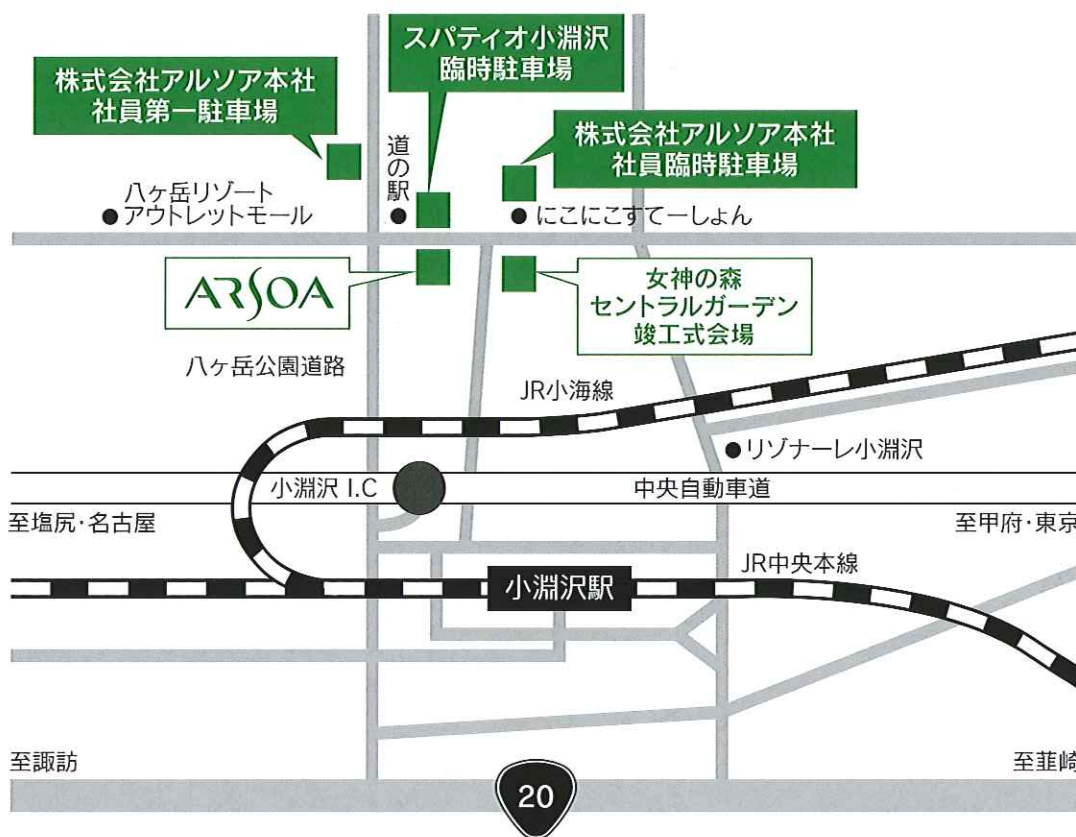 スパティオ小淵沢
臨時駐車場
株式会社アルソア本社
社員第一駐車場
株式会社アルソア本社
社員臨時駐車場
道の駅
八ヶ岳リゾート
アウトレットモール
にこにこすてーしょん
ARSOA
女神の森
セントラルガーデン
竣工式会場
八ヶ岳公園道路
JR小海線
リゾナーレ小淵沢
小淵沢 I.C
中央自動車道
至塩尻・名古屋
至甲府・東京
JR中央本線
小淵沢駅
至諏訪
至韮崎
20